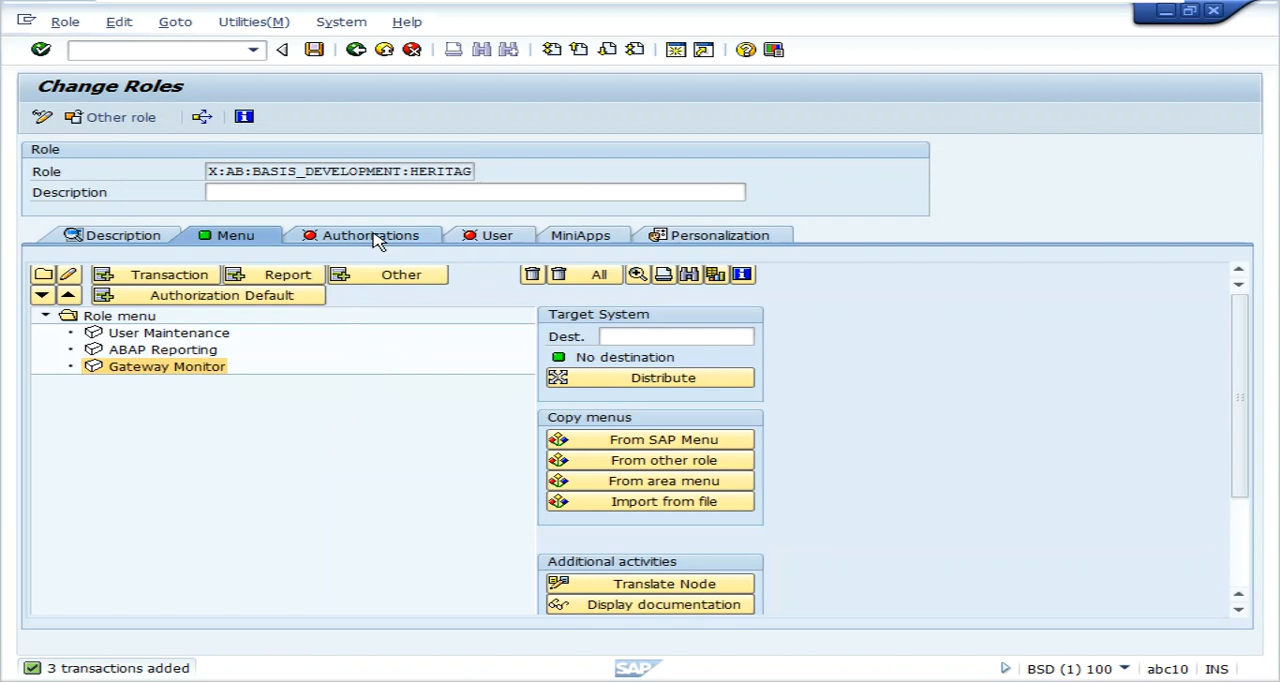 Role Edit Goto Utilities(M) System Help
Change Roles
Other role
Role
Role X:AB:BASIS_DEVELOPMENT:HERITAG
Description
Description Menu Authorizations User MiniApps Personalization
Transaction Report Other All
Authorization Default
Role menu
User Maintenance
ABAP Reporting
Gateway Monitor
Target System
Dest.
No destination
Distribute
Copy menus
From SAP Menu
From other role
From area menu
Import from file
Additional activities
Translate Node
Display documentation
3 transactions added SAP BSD (1) 100 abc10 INS